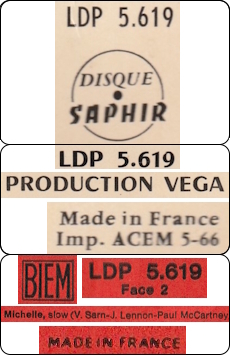 LDP 5.619
DISQUE
SAPHIR
LDP 5.619
PRODUCTION VEGA
Made in France
Imp. ACEM 5-66
BIEM
LDP 5.619
Face 2
Michelle, slow (V. Sam-J. Lennon-Paul McCartney
MADE IN FRANCE